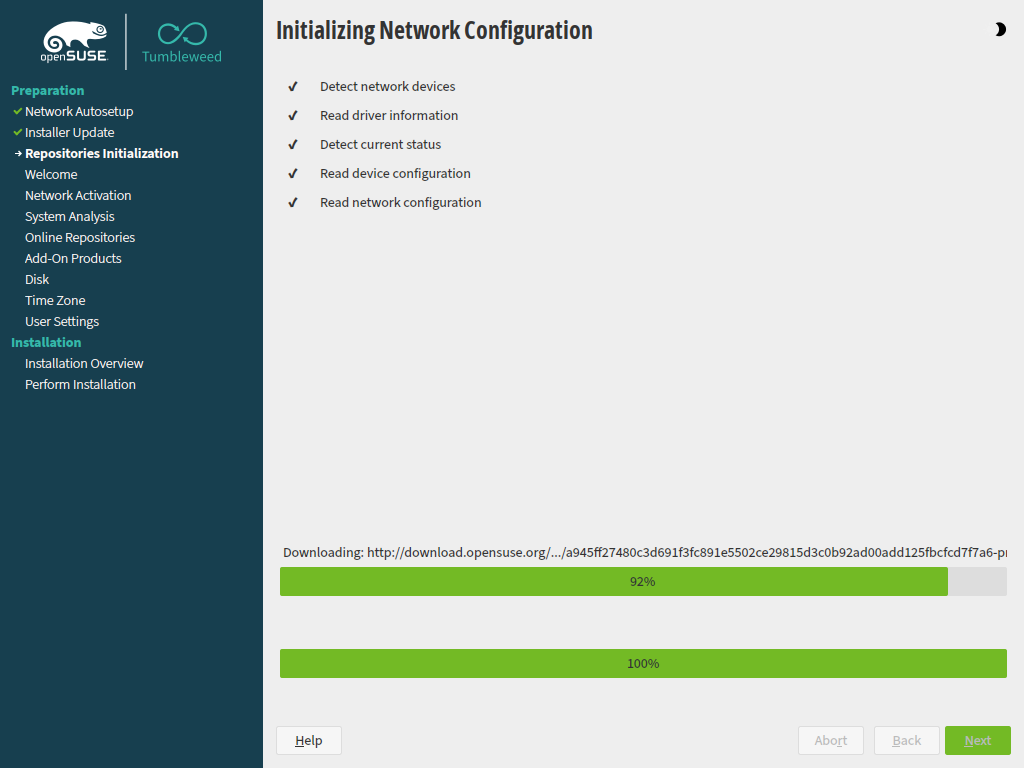 openSUSE
Tumbleweed
Preparation
Network Autosetup
Installer Update
Repositories Initialization
Welcome
Network Activation
System Analysis
Online Repositories
Add-On Products
Disk
Time Zone
User Settings
Installation
Installation Overview
Perform Installation
Initializing Network Configuration
Detect network devices
Read driver information
Detect current status
Read device configuration
Read network configuration
Downloading: http://download.opensuse.org/.../a945ff27480c3d691f3fc891e5502ce29815d3c0b92ad00add125fbcfcd7f7a6-pr
92%
100%
Help
Abort
Back
Next